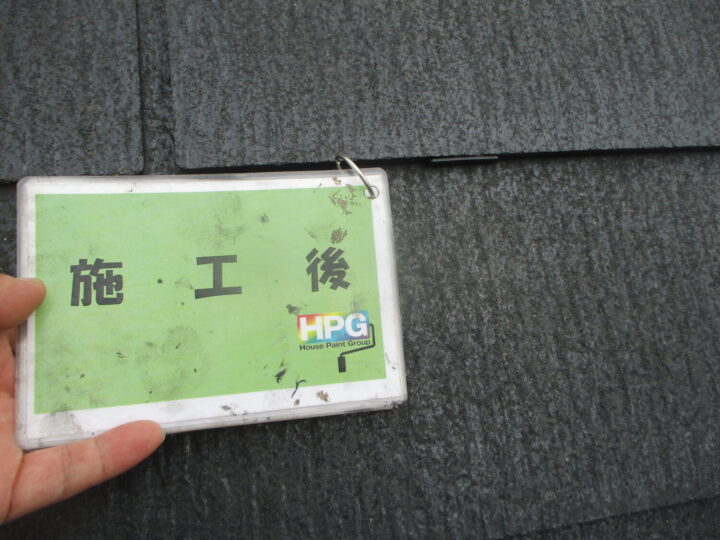 施工後
HPG
House Paint Group